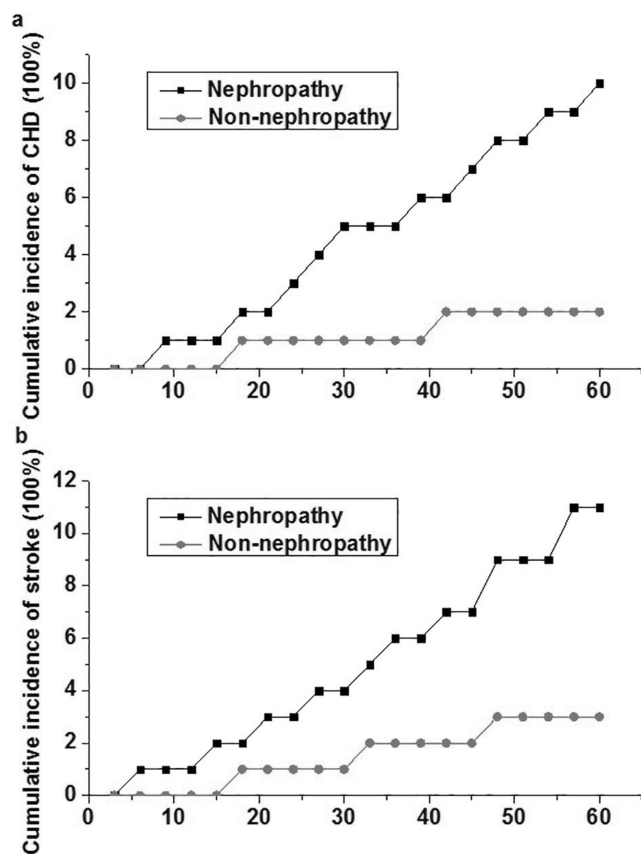 a
Cumulative incidence of CHD (100%)
10
8
6
4
2
0
Nephropathy
Non-nephropathy
0 10 20 30 40 50 60
b
Cumulative incidence of stroke (100%)
12
10
8
6
4
2
0
Nephropathy
Non-nephropathy
0 10 20 30 40 50 60